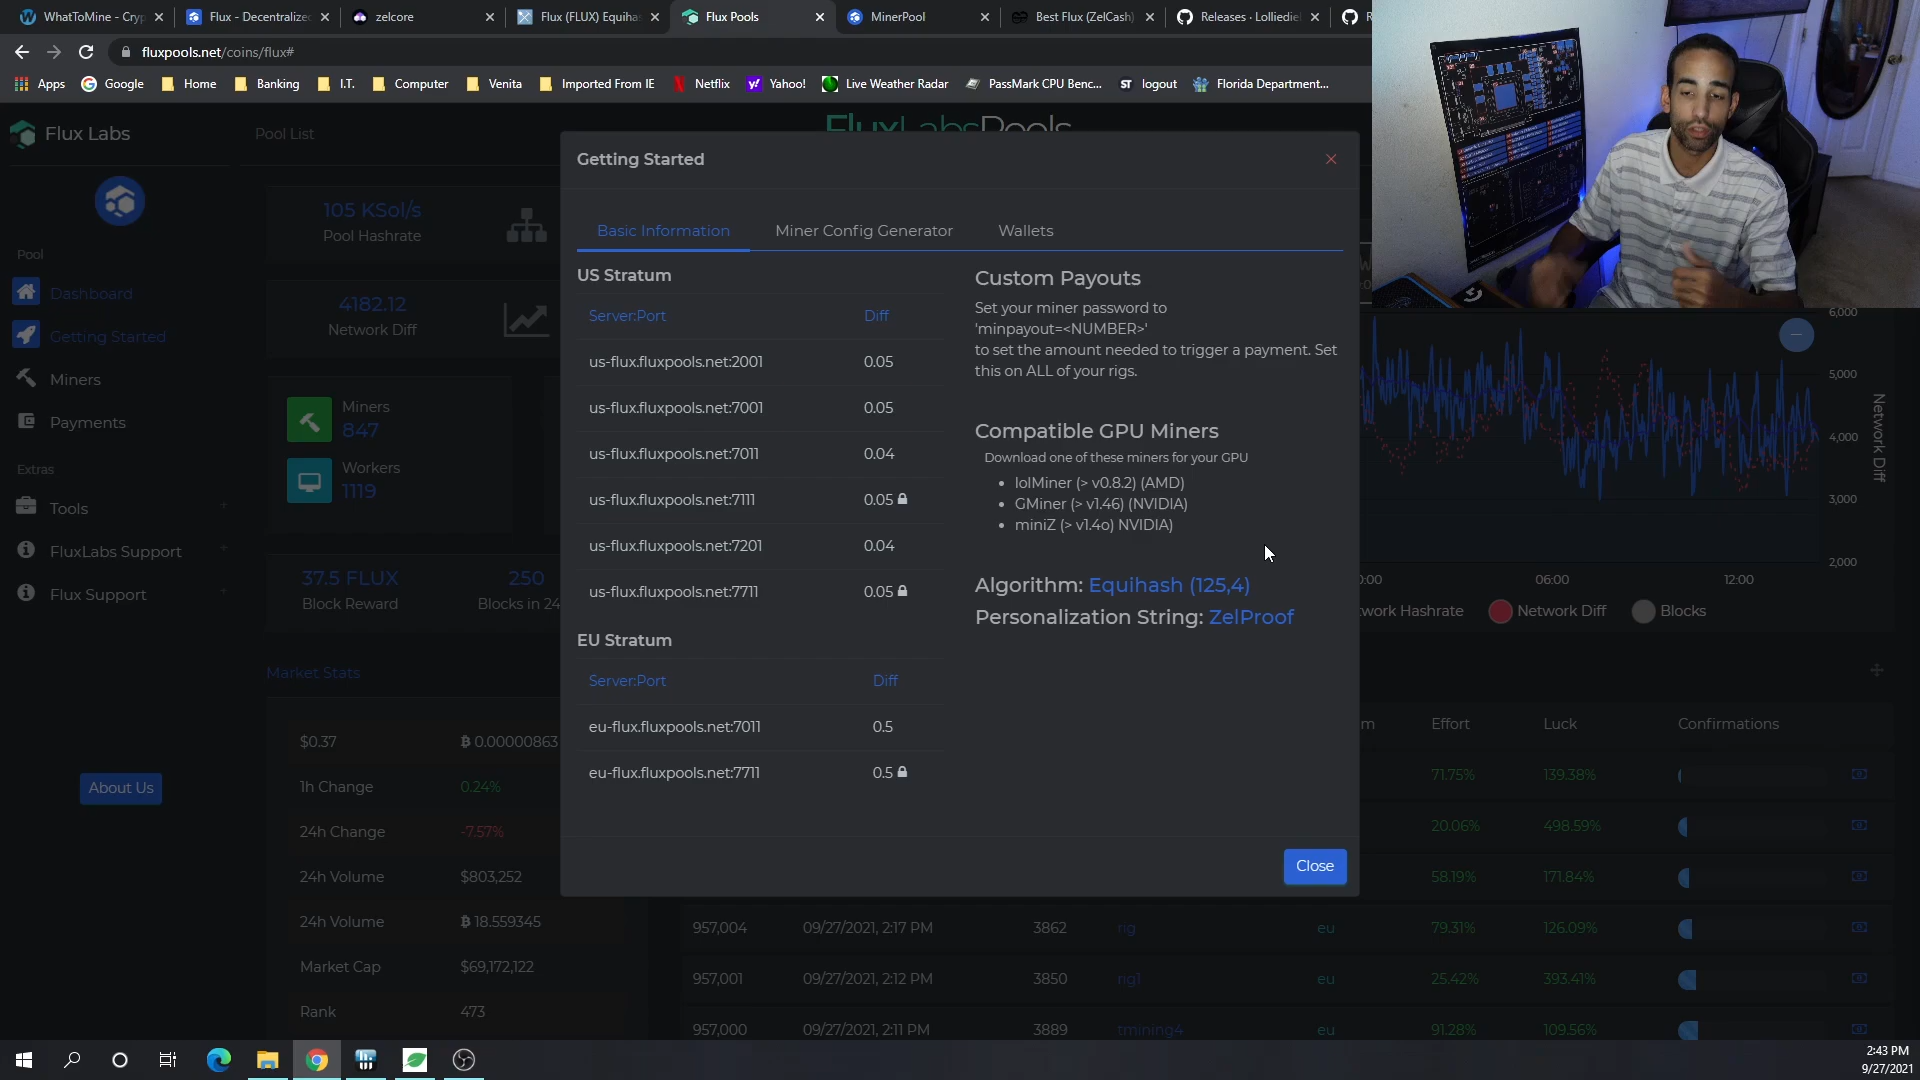 WhatToMine - Cryp
Flux - Decentralized
zelcore
Flux (FLUX) Equihas
Flux Pools
MinerPool
Best Flux (ZelCash)
Releases · Lolliedie
fluxpools.net/coins/flux#
Apps
Google
Home
Banking
I.T.
Computer
Venita
Imported From IE
Netflix
Yahoo!
Live Weather Radar
PassMark CPU Benc...
ST logout
Florida Department...
Flux Labs
Pool List
FluxLabsPools
Getting Started
Basic Information
Miner Config Generator
Wallets
US Stratum
Server:Port Diff
us-flux.fluxpools.net:2001 0.05
us-flux.fluxpools.net:7001 0.05
us-flux.fluxpools.net:7011 0.04
us-flux.fluxpools.net:7111 0.05
us-flux.fluxpools.net:7201 0.04
us-flux.fluxpools.net:7711 0.05
EU Stratum
Server:Port Diff
eu-flux.fluxpools.net:7011 0.5
eu-flux.fluxpools.net:7711 0.5
Custom Payouts
Set your miner password to
'minpayout=<NUMBER>'
to set the amount needed to trigger a payment. Set
this on ALL of your rigs.
Compatible GPU Miners
Download one of these miners for your GPU
• lolMiner (> v0.8.2) (AMD)
• GMiner (> v1.46) (NVIDIA)
• miniZ (> v1.4o) NVIDIA)
Algorithm: Equihash (125,4)
Personalization String: ZelProof
Close
Pool
Dashboard
Getting Started
Miners
Payments
Extras
Tools +
FluxLabs Support +
Flux Support +
About Us
105 KSol/s
Pool Hashrate
4182.12
Network Diff
Miners
847
Workers
1119
37.5 FLUX
Block Reward
250
Blocks in 24
Market Stats
$0.37 ₿ 0.00000863
1h Change 0.24%
24h Change -7.57%
24h Volume $803,252
24h Volume ₿ 18.559345
Market Cap $69,172,122
Rank 473
6,000
5,000
4,000
3,000
2,000
Network Diff
0:00 06:00 12:00
twork Hashrate
Network Diff
Blocks
m Effort Luck Confirmations
71.75% 139.38%
20.06% 498.59%
58.19% 171.84%
957,004 09/27/2021, 2:17 PM 3862 rig eu 79.31% 126.09%
957,001 09/27/2021, 2:12 PM 3850 rig1 eu 25.42% 393.41%
957,000 09/27/2021, 2:11 PM 3889 tmining4 eu 91.28% 109.56%
2:43 PM
9/27/2021